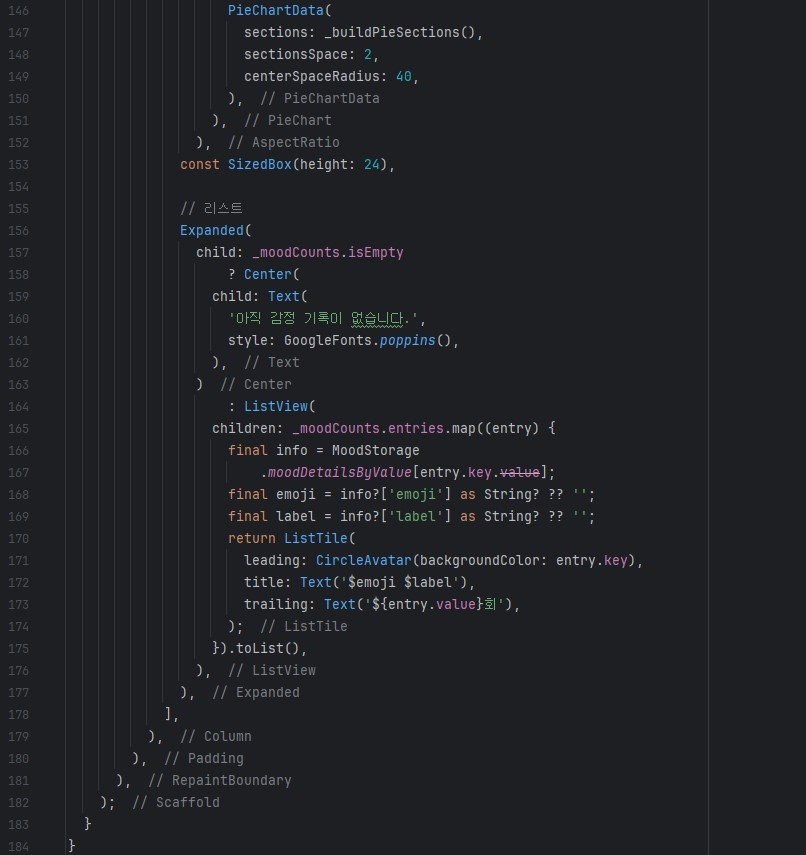 146 PieChartData(
147 sections: _buildPieSections(),
148 sectionsSpace: 2,
149 centerSpaceRadius: 40,
150 ), // PieChartData
151 ), // PieChart
152 ), // AspectRatio
153 const SizedBox(height: 24),
154
155 // 리스트
156 Expanded(
157 child: _moodCounts.isEmpty
158 ? Center(
159 child: Text(
160 '아직 감정 기록이 없습니다.',
161 style: GoogleFonts.poppins(),
162 ), // Text
163 ) // Center
164 : ListView(
165 children: _moodCounts.entries.map((entry) {
166 final info = MoodStorage
167 .moodDetailsByValue[entry.key.value];
168 final emoji = info?['emoji'] as String? ?? '';
169 final label = info?['label'] as String? ?? '';
170 return ListTile(
171 leading: CircleAvatar(backgroundColor: entry.key),
172 title: Text('$emoji $label'),
173 trailing: Text('${entry.value}회'),
174 ); // ListTile
175 }).toList(),
176 ), // ListView
177 ), // Expanded
178 ],
179 ), // Column
180 ), // Padding
181 ), // RepaintBoundary
182 ); // Scaffold
183 }
184 }